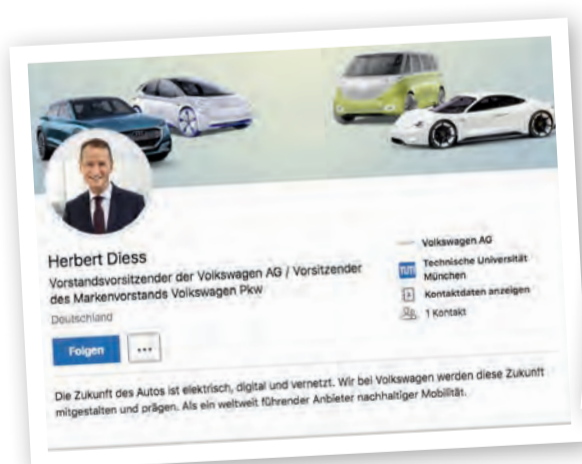 Herbert Diess
Vorstandsvorsitzender der Volkswagen AG / Vorsitzender
des Markenvorstands Volkswagen Pkw
Deutschland
Folgen
...
Volkswagen AG
TUM
Technische Universität
München
Kontaktdaten anzeigen
1 Kontakt
Die Zukunft des Autos ist elektrisch, digital und vernetzt. Wir bei Volkswagen werden diese Zukunft
mitgestalten und prägen. Als ein weltweit führender Anbieter nachhaltiger Mobilität.